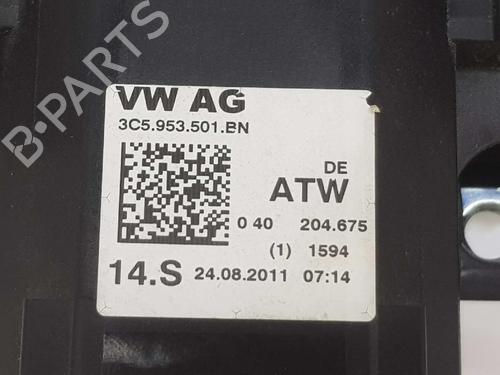 VW AG
3C5.953.501.BN
DE
ATW
0 40 204.675
(1) 1594
14.S 24.08.2011 07:14